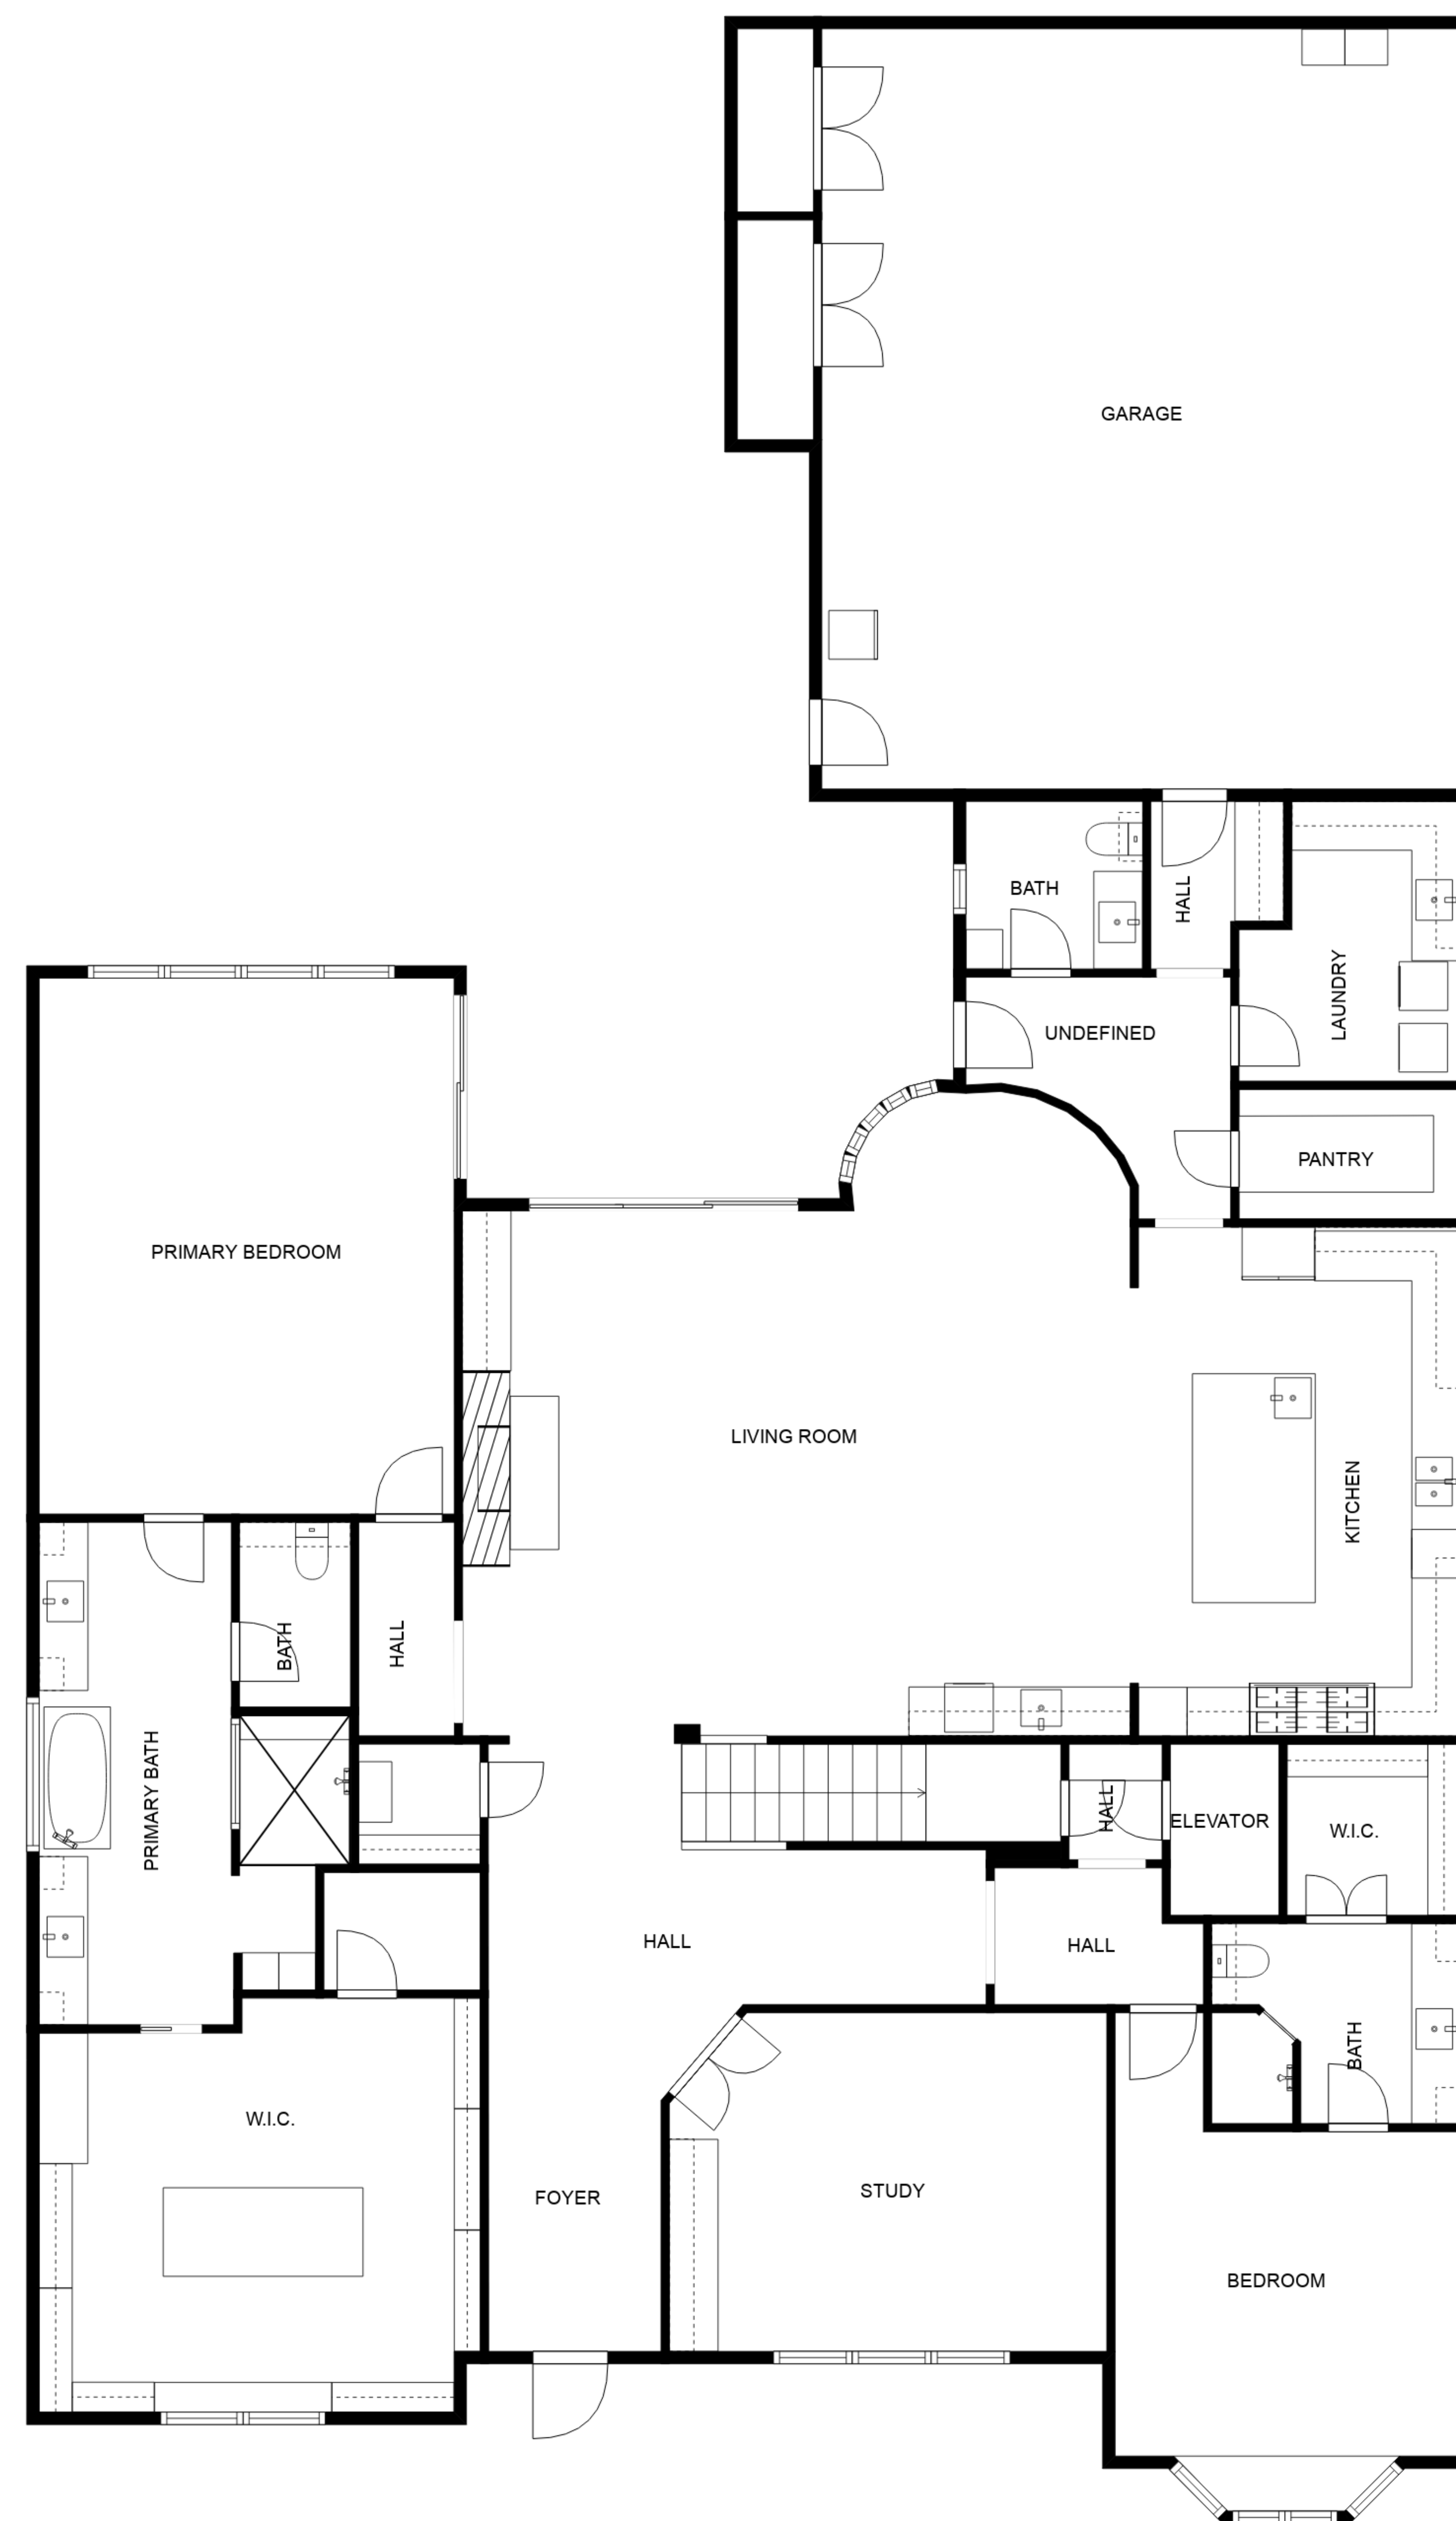 GARAGE
BATH
HALL
LAUNDRY
UNDEFINED
PANTRY
PRIMARY BEDROOM
LIVING ROOM
KITCHEN
BATH
HALL
PRIMARY BATH
HALL
ELEVATOR
W.I.C.
HALL
HALL
BATH
W.I.C.
FOYER
STUDY
BEDROOM